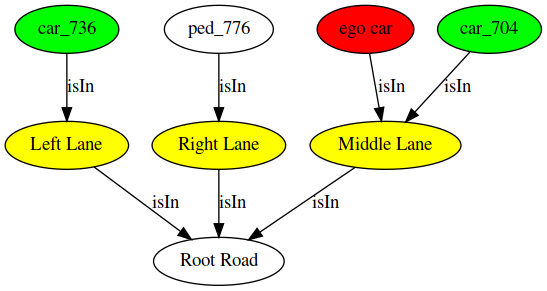 car_736
ped_776
ego car
car_704
isIn
isIn
isIn
isIn
Left Lane
Right Lane
Middle Lane
isIn
isIn
isIn
Root Road